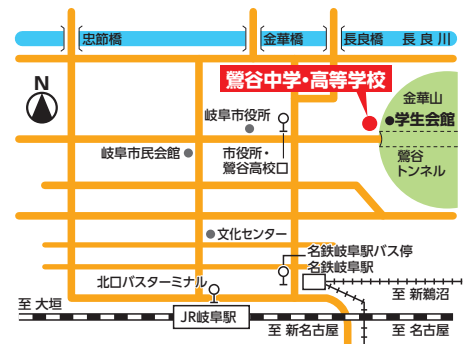 忠節橋
金華橋
長良橋
長良川
鶯谷中学・高等学校
N
金華山
●学生会館
岐阜市役所
岐阜市民会館
市役所・
鶯谷高校口
鶯谷
トンネル
文化センター
名鉄岐阜駅バス停
名鉄岐阜駅
北口バスターミナル
至 新鵜沼
至 大垣
JR岐阜駅
至 新名古屋
至 名古屋